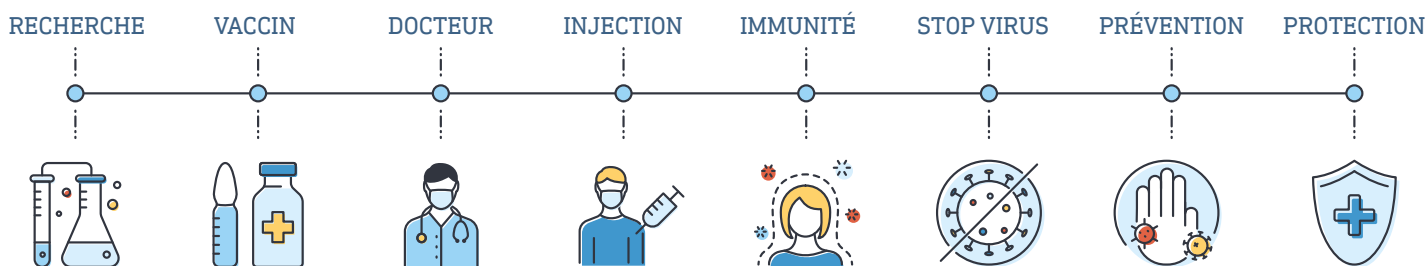 RECHERCHE VACCIN DOCTEUR INJECTION IMMUNITÉ STOP VIRUS PRÉVENTION PROTECTION